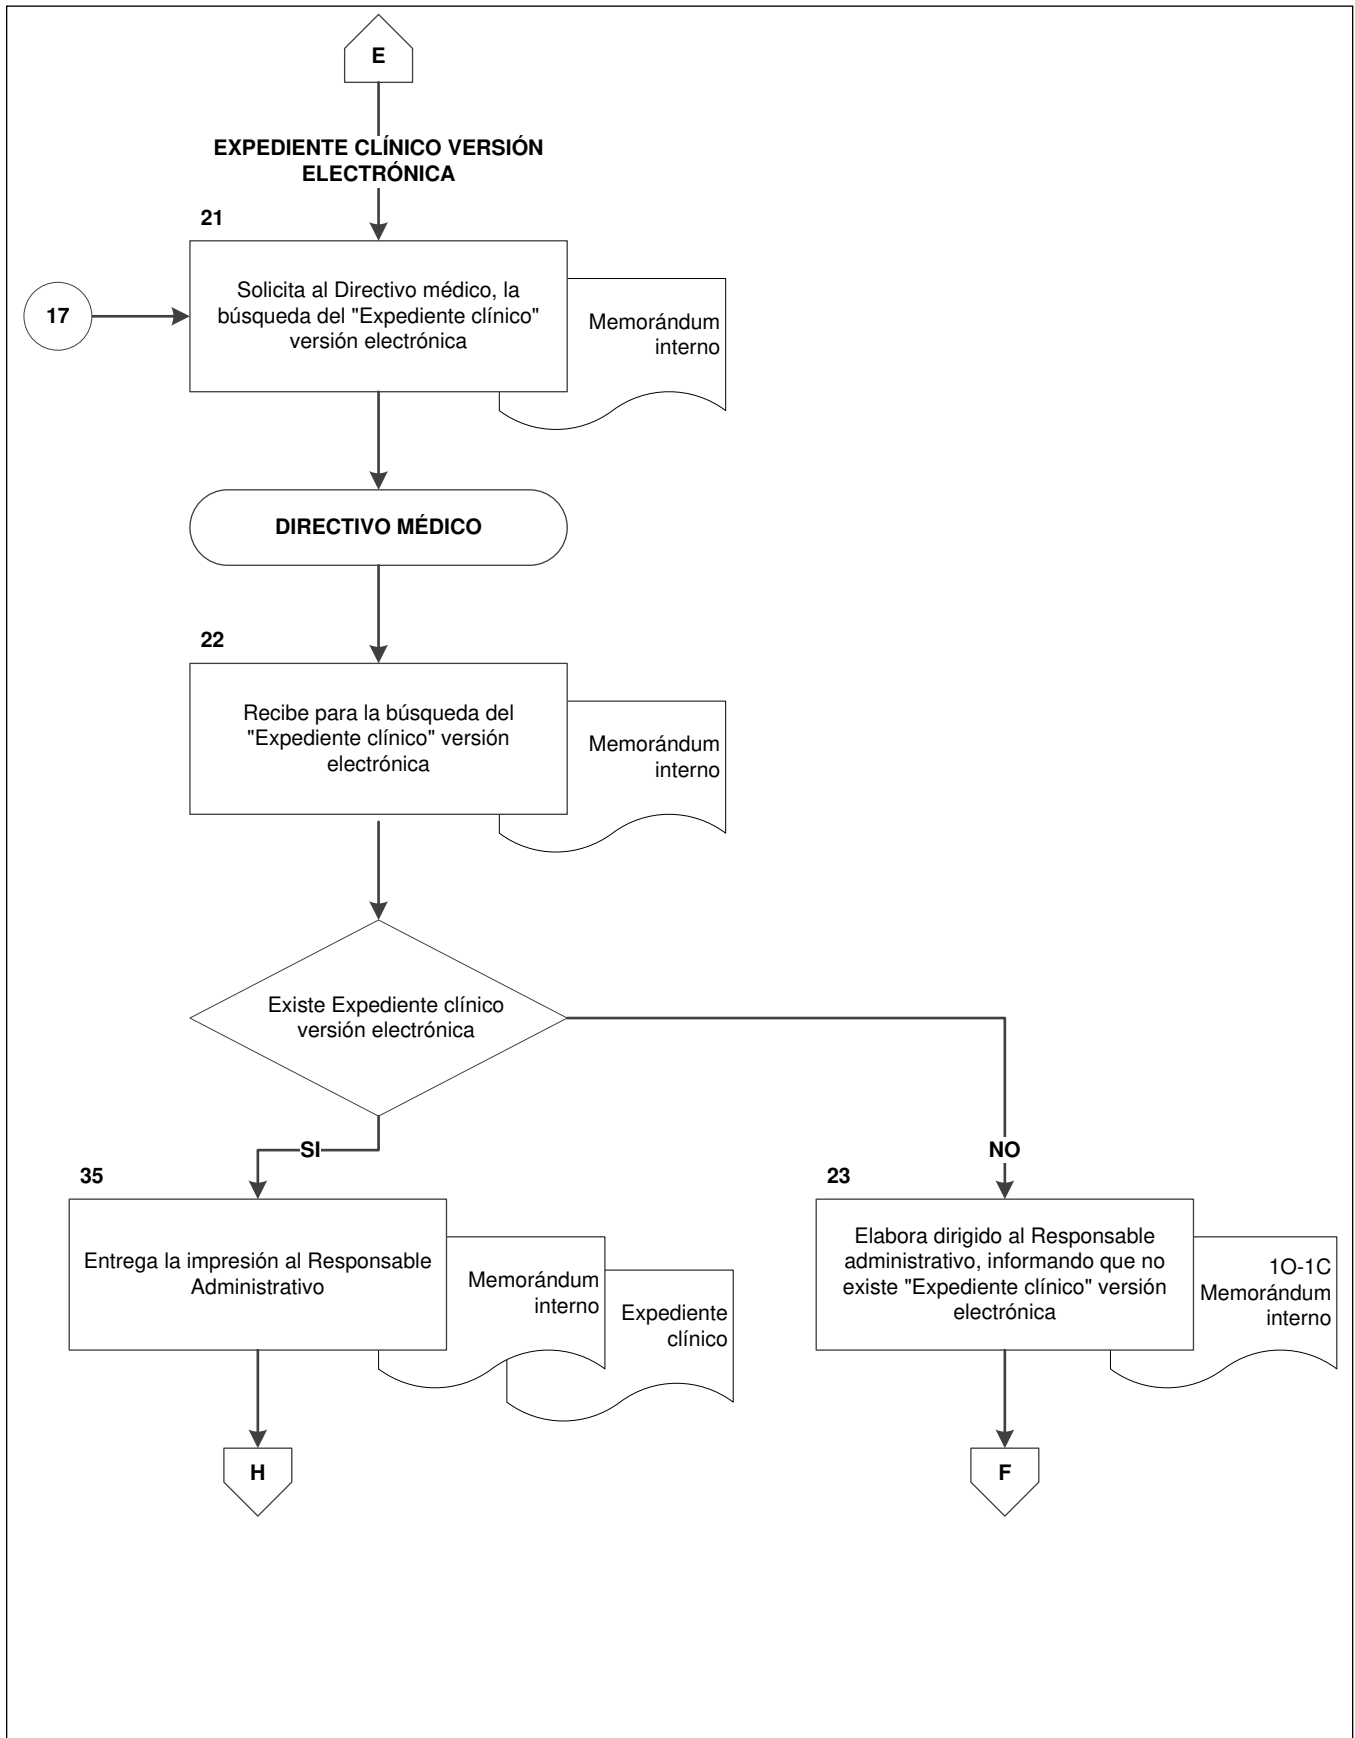 E
EXPEDIENTE CLÍNICO VERSIÓN
ELECTRÓNICA
21
Solicita al Directivo médico, la
búsqueda del "Expediente clínico"
versión electrónica
Memorándum
interno
17
DIRECTIVO MÉDICO
22
Recibe para la búsqueda del
"Expediente clínico" versión
electrónica
Memorándum
interno
Existe Expediente clínico
versión electrónica
SI
NO
35
Entrega la impresión al Responsable
Administrativo
Memorándum
interno
Expediente
clínico
23
Elabora dirigido al Responsable
administrativo, informando que no
existe "Expediente clínico" versión
electrónica
1O-1C
Memorándum
interno
H
F